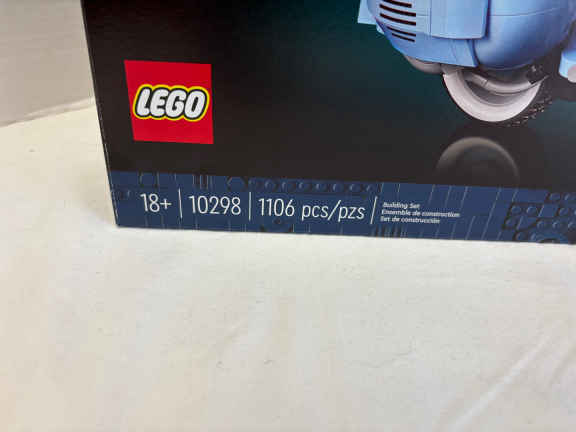 LEGO
18+ | 10298 | 1106 pcs/pzs
Building Set
Ensemble de construction
Set de construcción